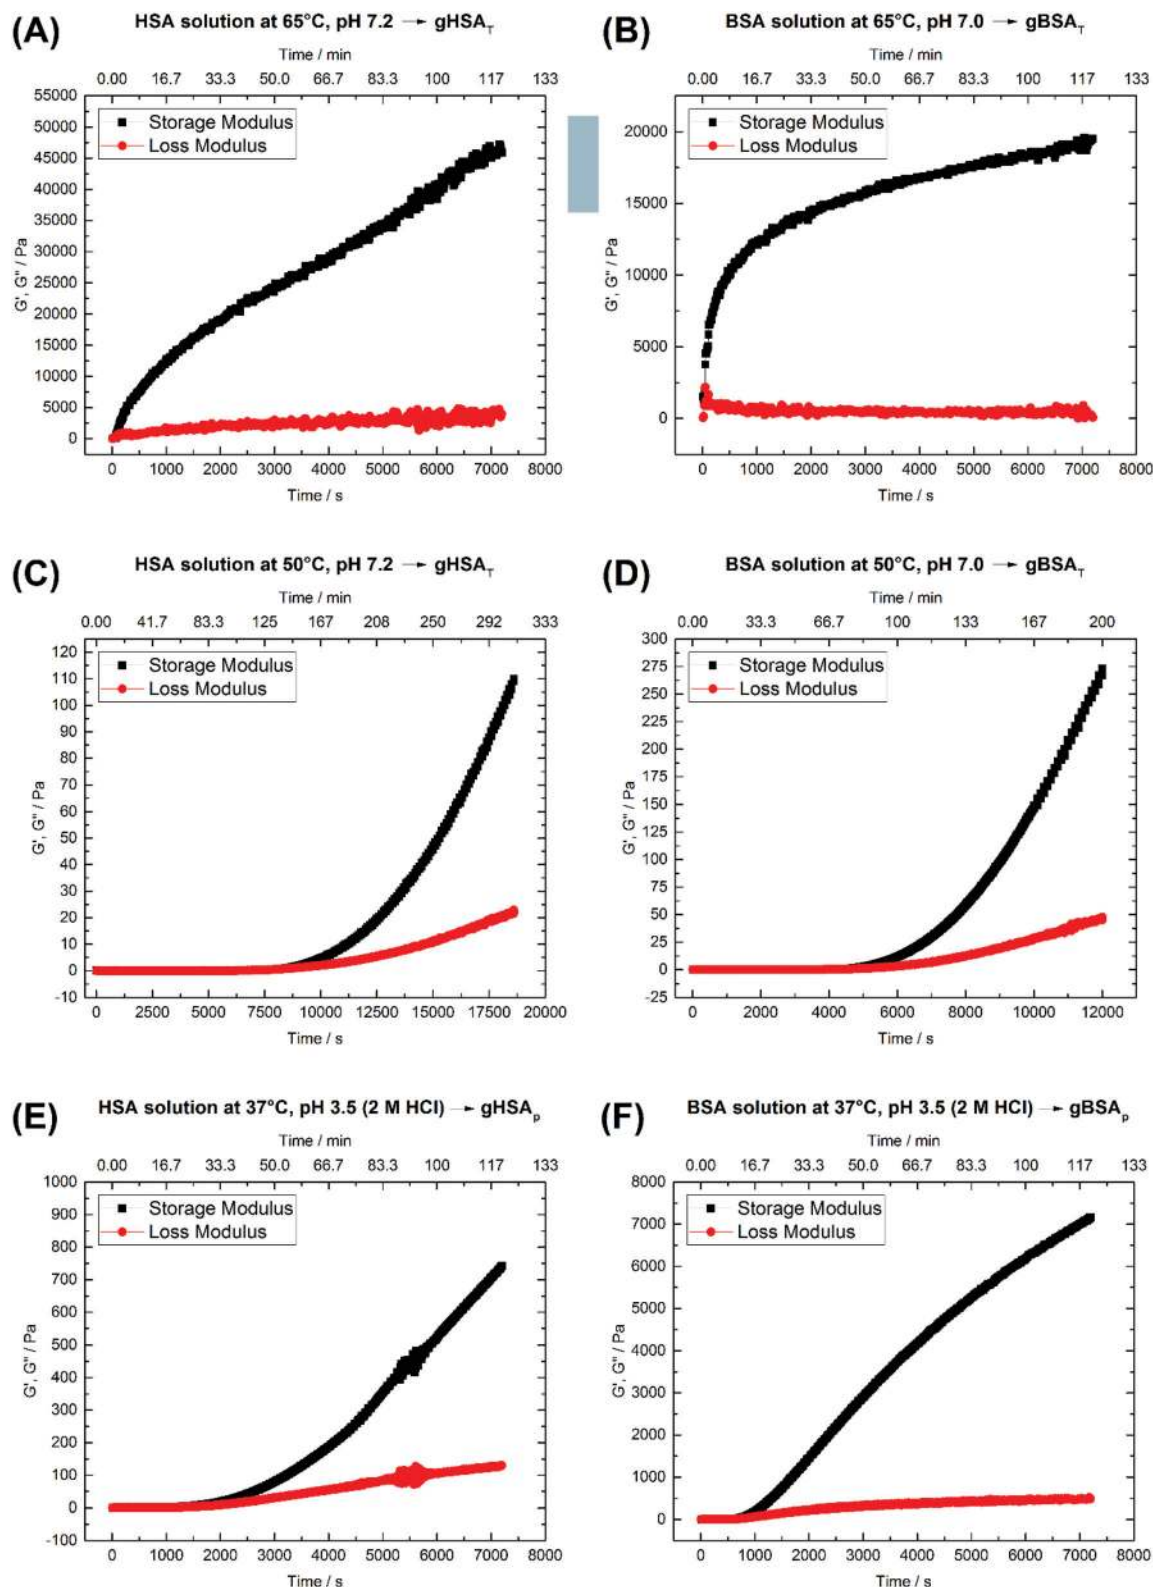 (A) HSA solution at 65°C, pH 7.2 → gHSA_T
Time / min
0.00 16.7 33.3 50.0 66.7 83.3 100 117 133
55000
50000
45000
40000
35000
30000
25000
20000
15000
10000
5000
0
G', G'' / Pa
Storage Modulus
Loss Modulus
0 1000 2000 3000 4000 5000 6000 7000 8000
Time / s
(B) BSA solution at 65°C, pH 7.0 → gBSA_T
Time / min
0.00 16.7 33.3 50.0 66.7 83.3 100 117 133
20000
15000
10000
5000
0
G', G'' / Pa
Storage Modulus
Loss Modulus
0 1000 2000 3000 4000 5000 6000 7000 8000
Time / s
(C) HSA solution at 50°C, pH 7.2 → gHSA_T
Time / min
0.00 41.7 83.3 125 167 208 250 292 333
120
110
100
90
80
70
60
50
40
30
20
10
0
-10
G', G'' / Pa
Storage Modulus
Loss Modulus
0 2500 5000 7500 10000 12500 15000 17500 20000
Time / s
(D) BSA solution at 50°C, pH 7.0 → gBSA_T
Time / min
0.00 33.3 66.7 100 133 167 200
300
275
250
225
200
175
150
125
100
75
50
25
0
-25
G', G'' / Pa
Storage Modulus
Loss Modulus
0 2000 4000 6000 8000 10000 12000
Time / s
(E) HSA solution at 37°C, pH 3.5 (2 M HCl) → gHSA_p
Time / min
0.00 16.7 33.3 50.0 66.7 83.3 100 117 133
1000
900
800
700
600
500
400
300
200
100
0
-100
G', G'' / Pa
Storage Modulus
Loss Modulus
0 1000 2000 3000 4000 5000 6000 7000 8000
Time / s
(F) BSA solution at 37°C, pH 3.5 (2 M HCl) → gBSA_p
Time / min
0.00 16.7 33.3 50.0 66.7 83.3 100 117 133
8000
7000
6000
5000
4000
3000
2000
1000
0
G', G'' / Pa
Storage Modulus
Loss Modulus
0 1000 2000 3000 4000 5000 6000 7000 8000
Time / s